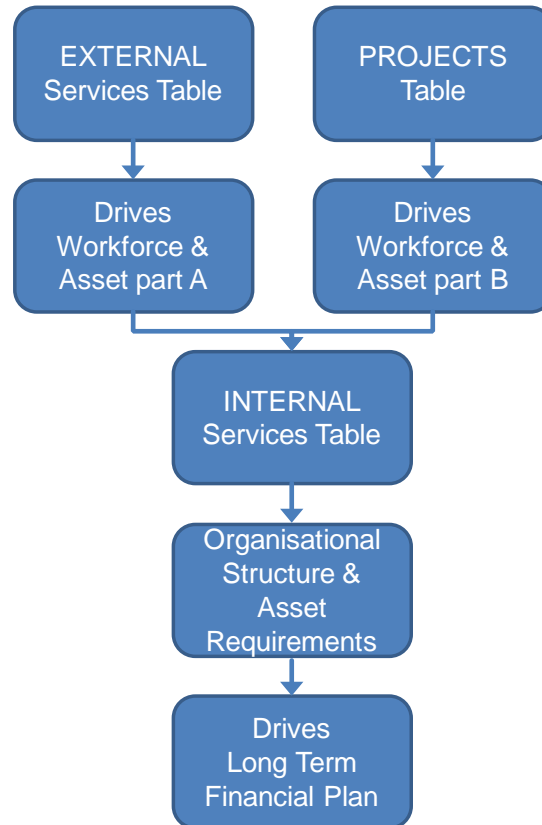 EXTERNAL
Services Table
PROJECTS
Table
Drives
Workforce &
Asset part A
Drives
Workforce &
Asset part B
INTERNAL
Services Table
Organisational
Structure &
Asset
Requirements
Drives
Long Term
Financial Plan